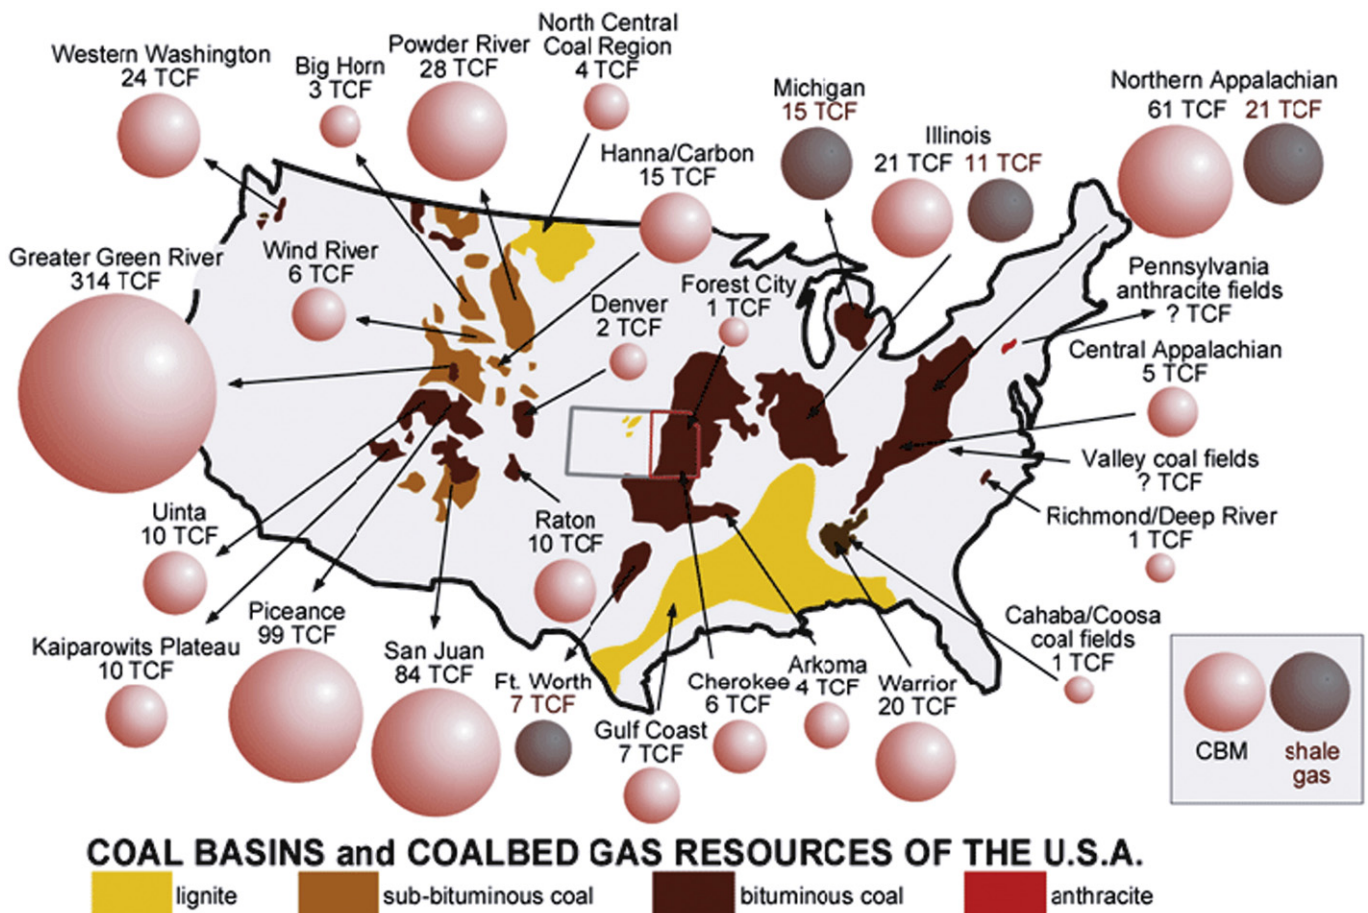 North Central
Coal Region
4 TCF
Powder River
28 TCF
Western Washington
24 TCF
Big Horn
3 TCF
Michigan
15 TCF
Northern Appalachian
61 TCF 21 TCF
Illinois
21 TCF 11 TCF
Hanna/Carbon
15 TCF
Greater Green River
314 TCF
Wind River
6 TCF
Forest City
1 TCF
Denver
2 TCF
Pennsylvania
anthracite fields
? TCF
Central Appalachian
5 TCF
Valley coal fields
? TCF
Richmond/Deep River
1 TCF
Uinta
10 TCF
Raton
10 TCF
Kaiparowits Plateau
10 TCF
Piceance
99 TCF
San Juan
84 TCF
Ft. Worth
7 TCF
Gulf Coast
7 TCF
Cherokee
6 TCF
Arkoma
4 TCF
Warrior
20 TCF
Cahaba/Coosa
coal fields
1 TCF
CBM
shale
gas
COAL BASINS and COALBED GAS RESOURCES OF THE U.S.A.
lignite
sub-bituminous coal
bituminous coal
anthracite